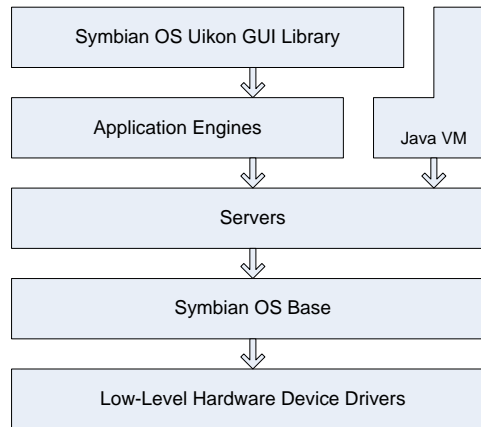 Symbian OS Uikon GUI Library
Application Engines
Java VM
Servers
Symbian OS Base
Low-Level Hardware Device Drivers